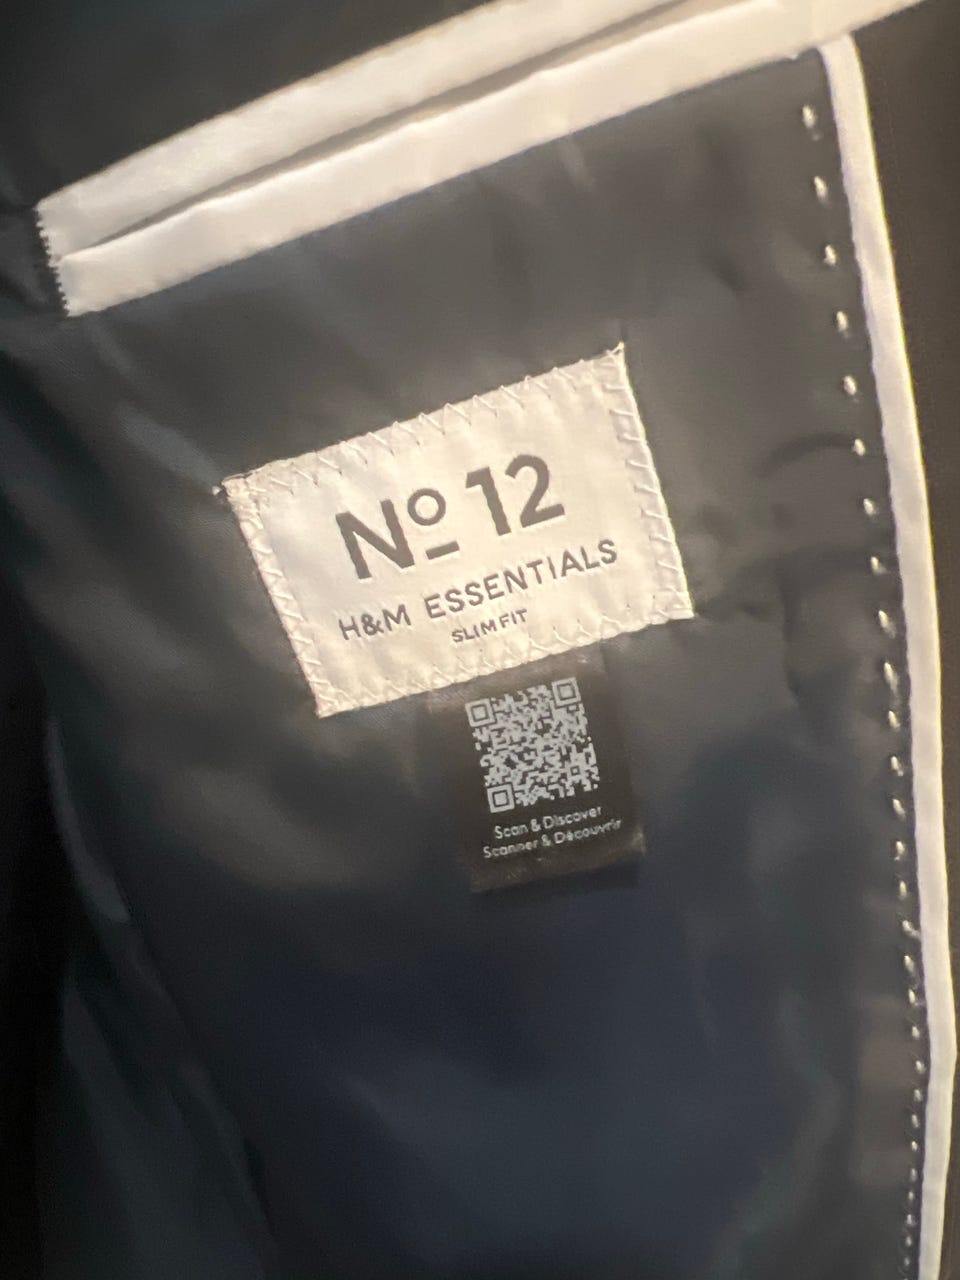 Nº 12
H&M ESSENTIALS
SLIM FIT
Scan & Discover
Scanner & Découvrir